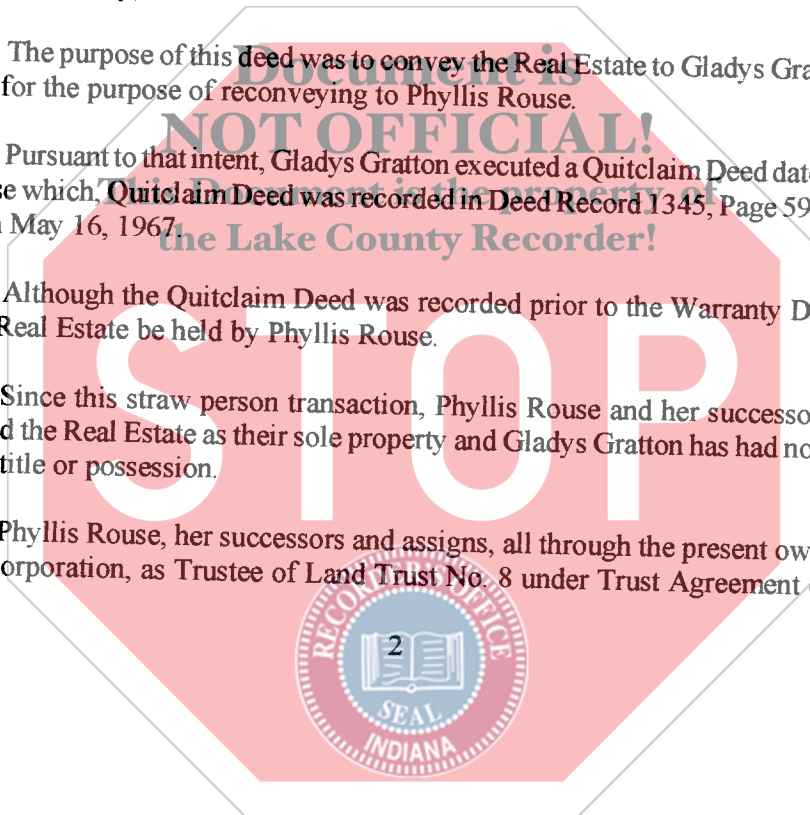 The purpose of this deed was to convey the Real Estate to Gladys Gra
for the purpose of reconveying to Phyllis Rouse.
Pursuant to that intent, Gladys Gratton executed a Quitclaim Deed dat
se which, Quitclaim Deed was recorded in Deed Record 1345, Page 59
May 16, 1967.
Although the Quitclaim Deed was recorded prior to the Warranty D
Real Estate be held by Phyllis Rouse.
Since this straw person transaction, Phyllis Rouse and her successo
d the Real Estate as their sole property and Gladys Gratton has had no
title or possession.
Phyllis Rouse, her successors and assigns, all through the present ow
orporation, as Trustee of Land Trust No. 8 under Trust Agreement
2
Document is
NOT OFFICIAL!
This Document is the property of
the Lake County Recorder!
STOP
RECORDER'S OFFICE
SEAL
INDIANA